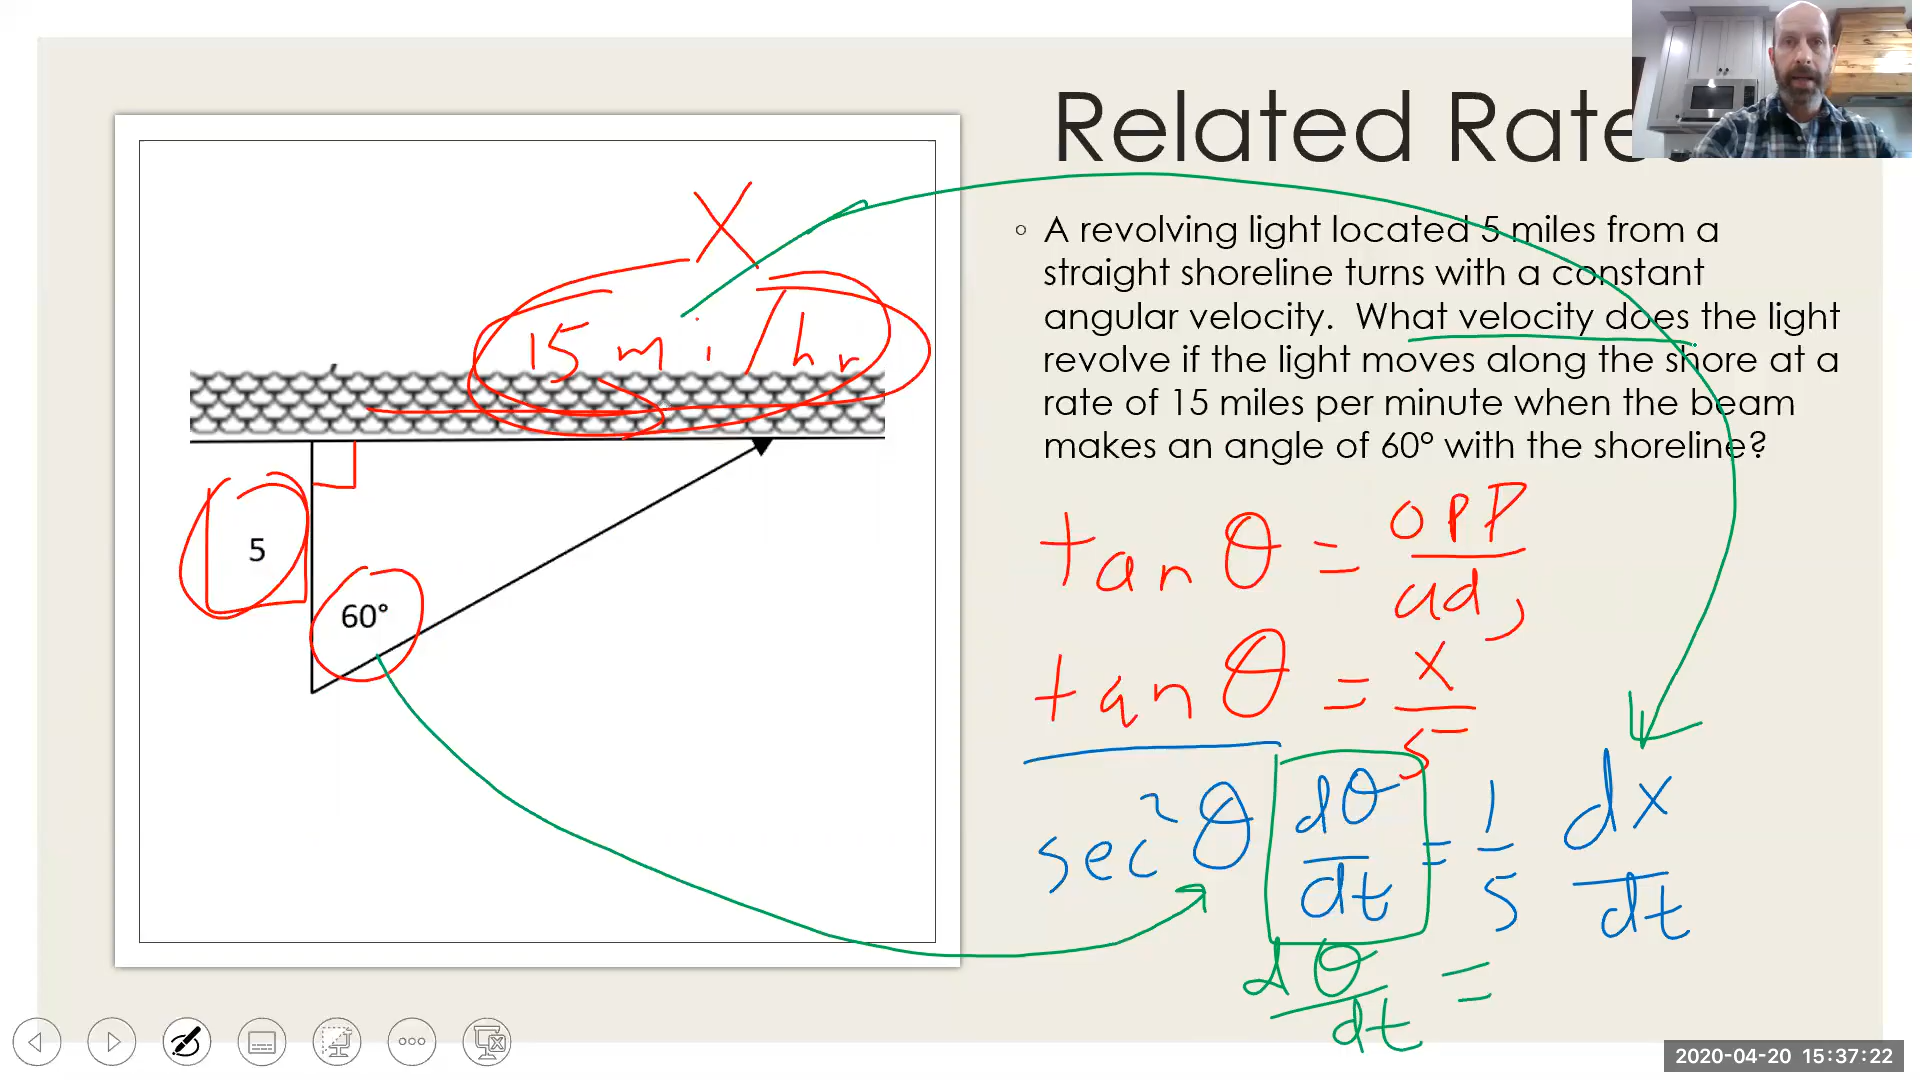 Related Rate
◦ A revolving light located 5 miles from a
straight shoreline turns with a constant
angular velocity. What velocity does the light
revolve if the light moves along the shore at a
rate of 15 miles per minute when the beam
makes an angle of 60° with the shoreline?
X
15 mi/hr
5
60°
tan θ = opp/adj
tan θ = x/5
sec² θ dθ/dt = 1/5 dx/dt
dθ/dt =
2020-04-20 15:37:22